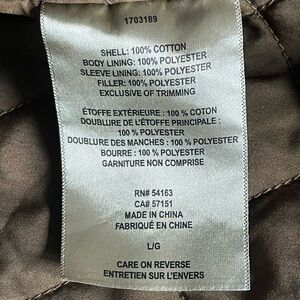 1703189
SHELL: 100% COTTON
BODY LINING: 100% POLYESTER
SLEEVE LINING: 100% POLYESTER
FILLER: 100% POLYESTER
EXCLUSIVE OF TRIMMING
ÉTOFFE EXTÉRIEURE : 100 % COTON
DOUBLURE DE L'ÉTOFFE PRINCIPALE :
100 % POLYESTER
DOUBLURE DES MANCHES : 100 % POLYESTER
BOURRE : 100 % POLYESTER
GARNITURE NON COMPRISE
RN# 54163
CA# 57151
MADE IN CHINA
FABRIQUÉ EN CHINE
L/G
CARE ON REVERSE
ENTRETIEN SUR L'ENVERS